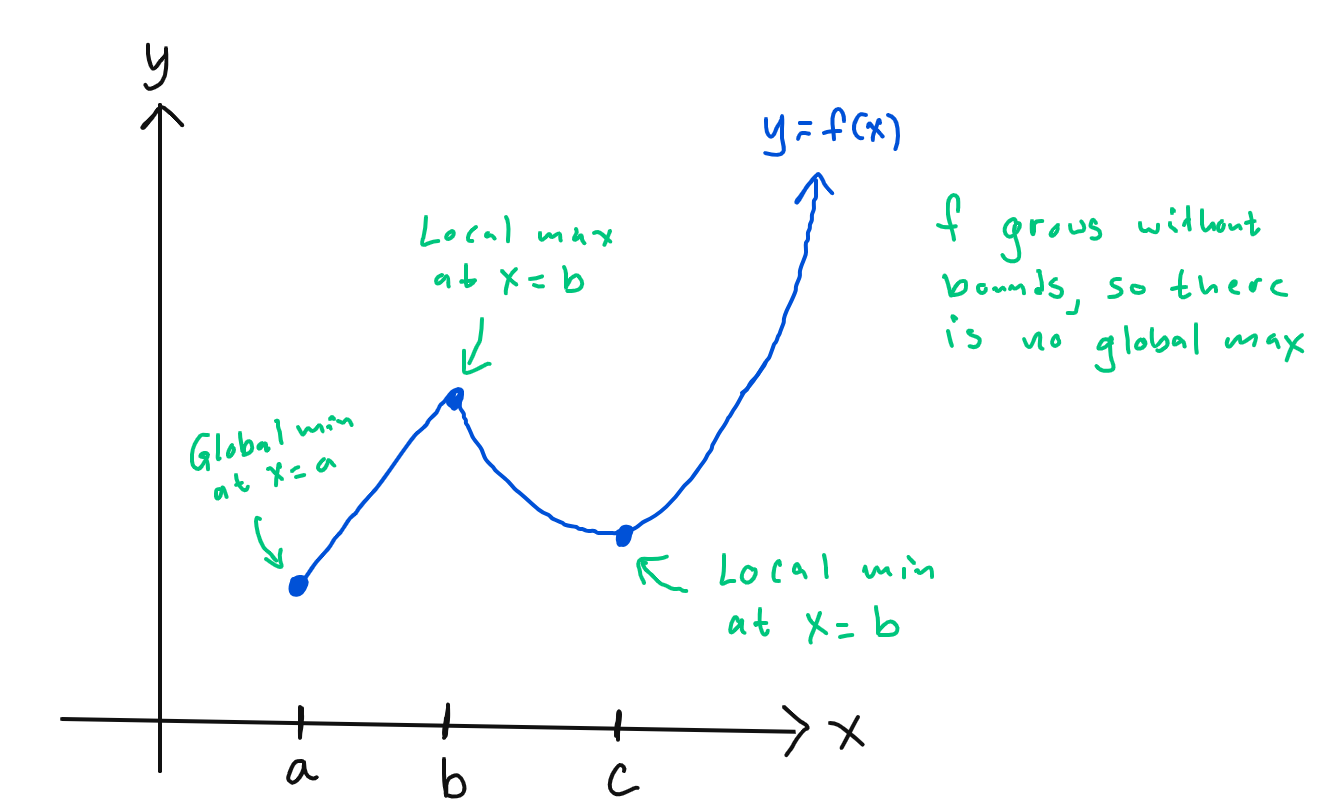 y
y=f(x)
Local max
at x=b
f grows without
bounds, so there
is no global max
Global min
at x=a
Local min
at x=b
x
a
b
c